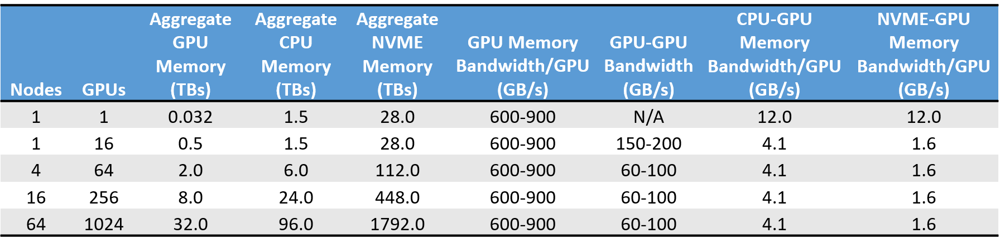 Nodes GPUs Aggregate GPU Memory (TBs) Aggregate CPU Memory (TBs) Aggregate NVME Memory (TBs) GPU Memory Bandwidth/GPU (GB/s) GPU-GPU Bandwidth (GB/s) CPU-GPU Memory Bandwidth/GPU (GB/s) NVME-GPU Memory Bandwidth/GPU (GB/s)
1 1 0.032 1.5 28.0 600-900 N/A 12.0 12.0
1 16 0.5 1.5 28.0 600-900 150-200 4.1 1.6
4 64 2.0 6.0 112.0 600-900 60-100 4.1 1.6
16 256 8.0 24.0 448.0 600-900 60-100 4.1 1.6
64 1024 32.0 96.0 1792.0 600-900 60-100 4.1 1.6